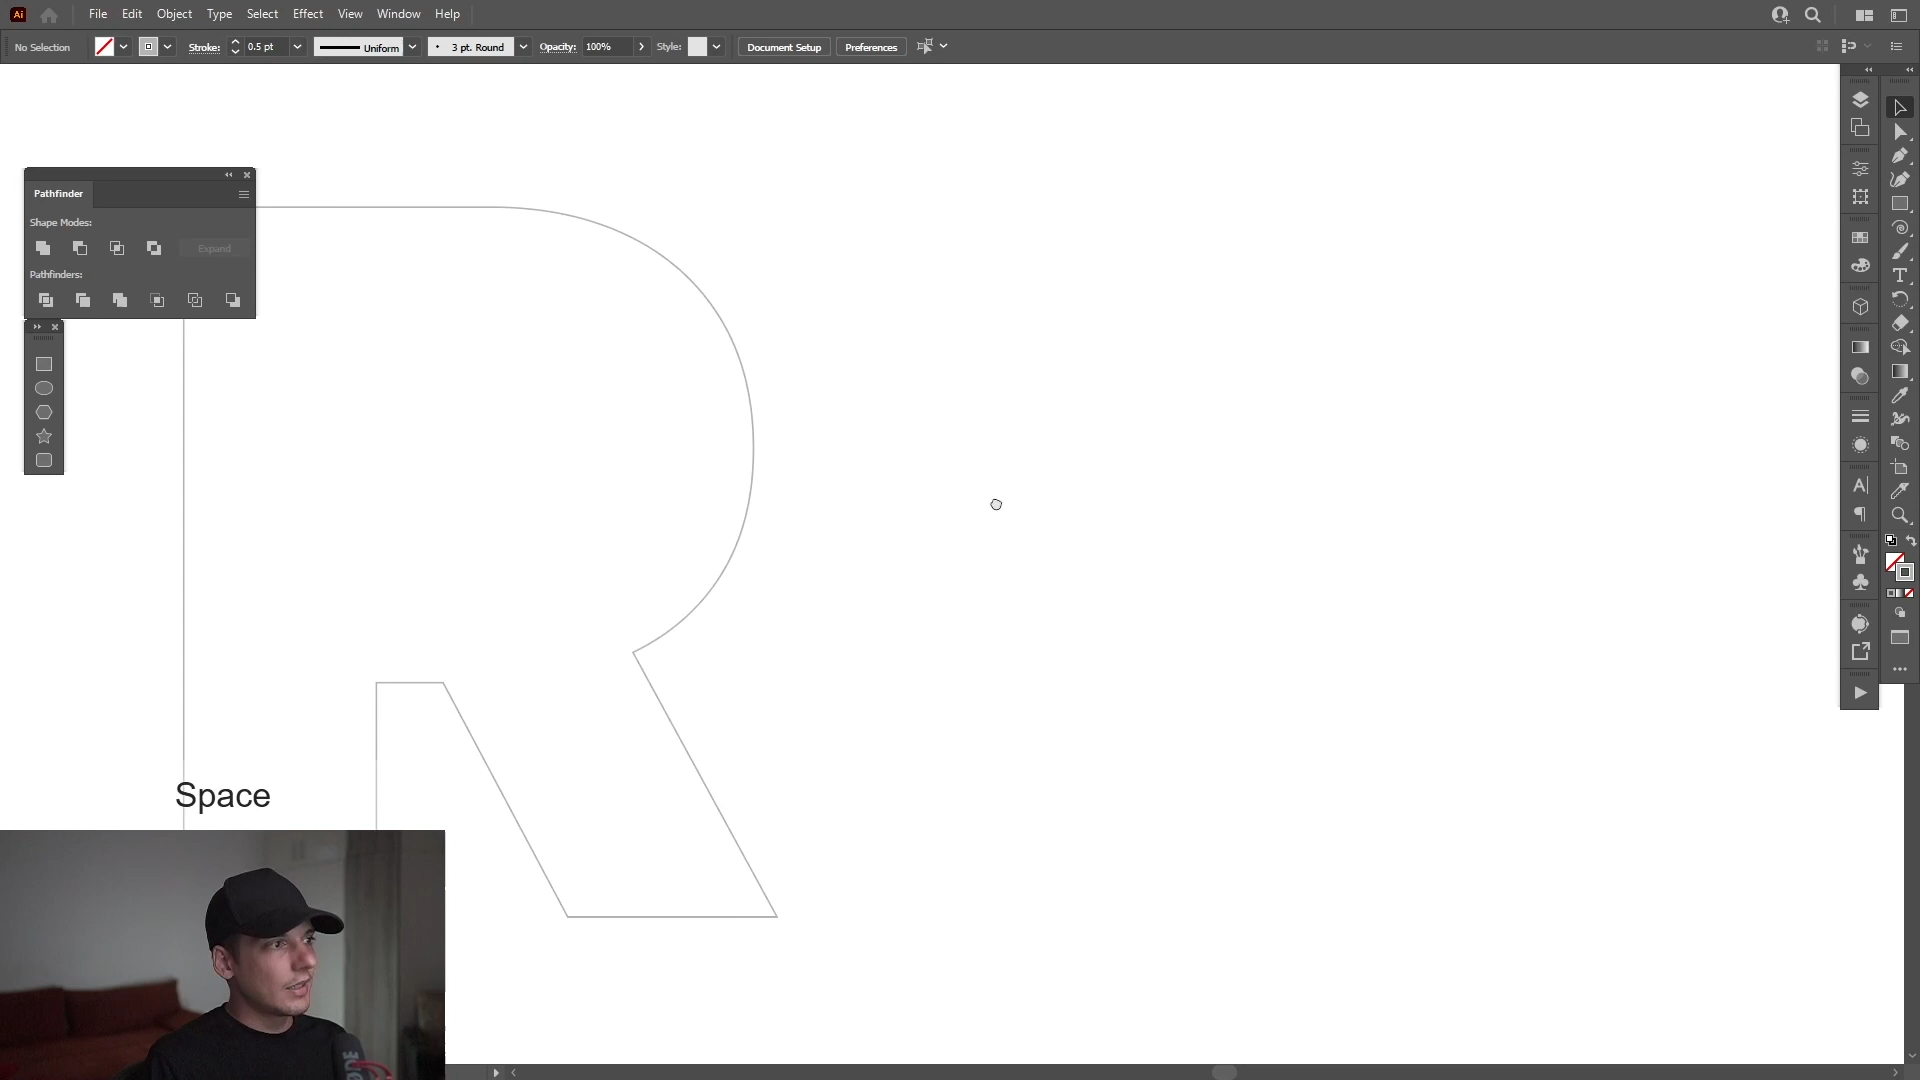 Ai File Edit Object Type Select Effect View Window Help
No Selection Stroke: 0.5 pt Uniform 3 pt. Round Opacity: 100% Style: Document Setup Preferences
Pathfinder
Shape Modes:
Expand
Pathfinders:
Space